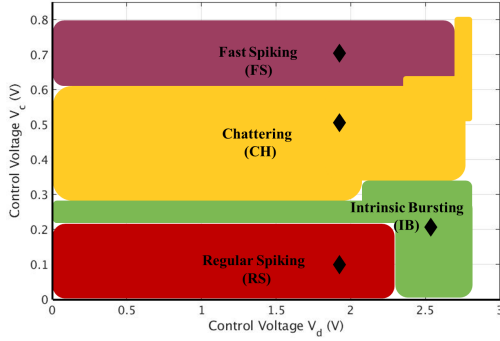 0.8
0.7
0.6
0.5
0.4
0.3
0.2
0.1
0
Control Voltage V_c (V)
Fast Spiking
(FS)
Chattering
(CH)
Intrinsic Bursting
(IB)
Regular Spiking
(RS)
0 0.5 1 1.5 2 2.5 3
Control Voltage V_d (V)